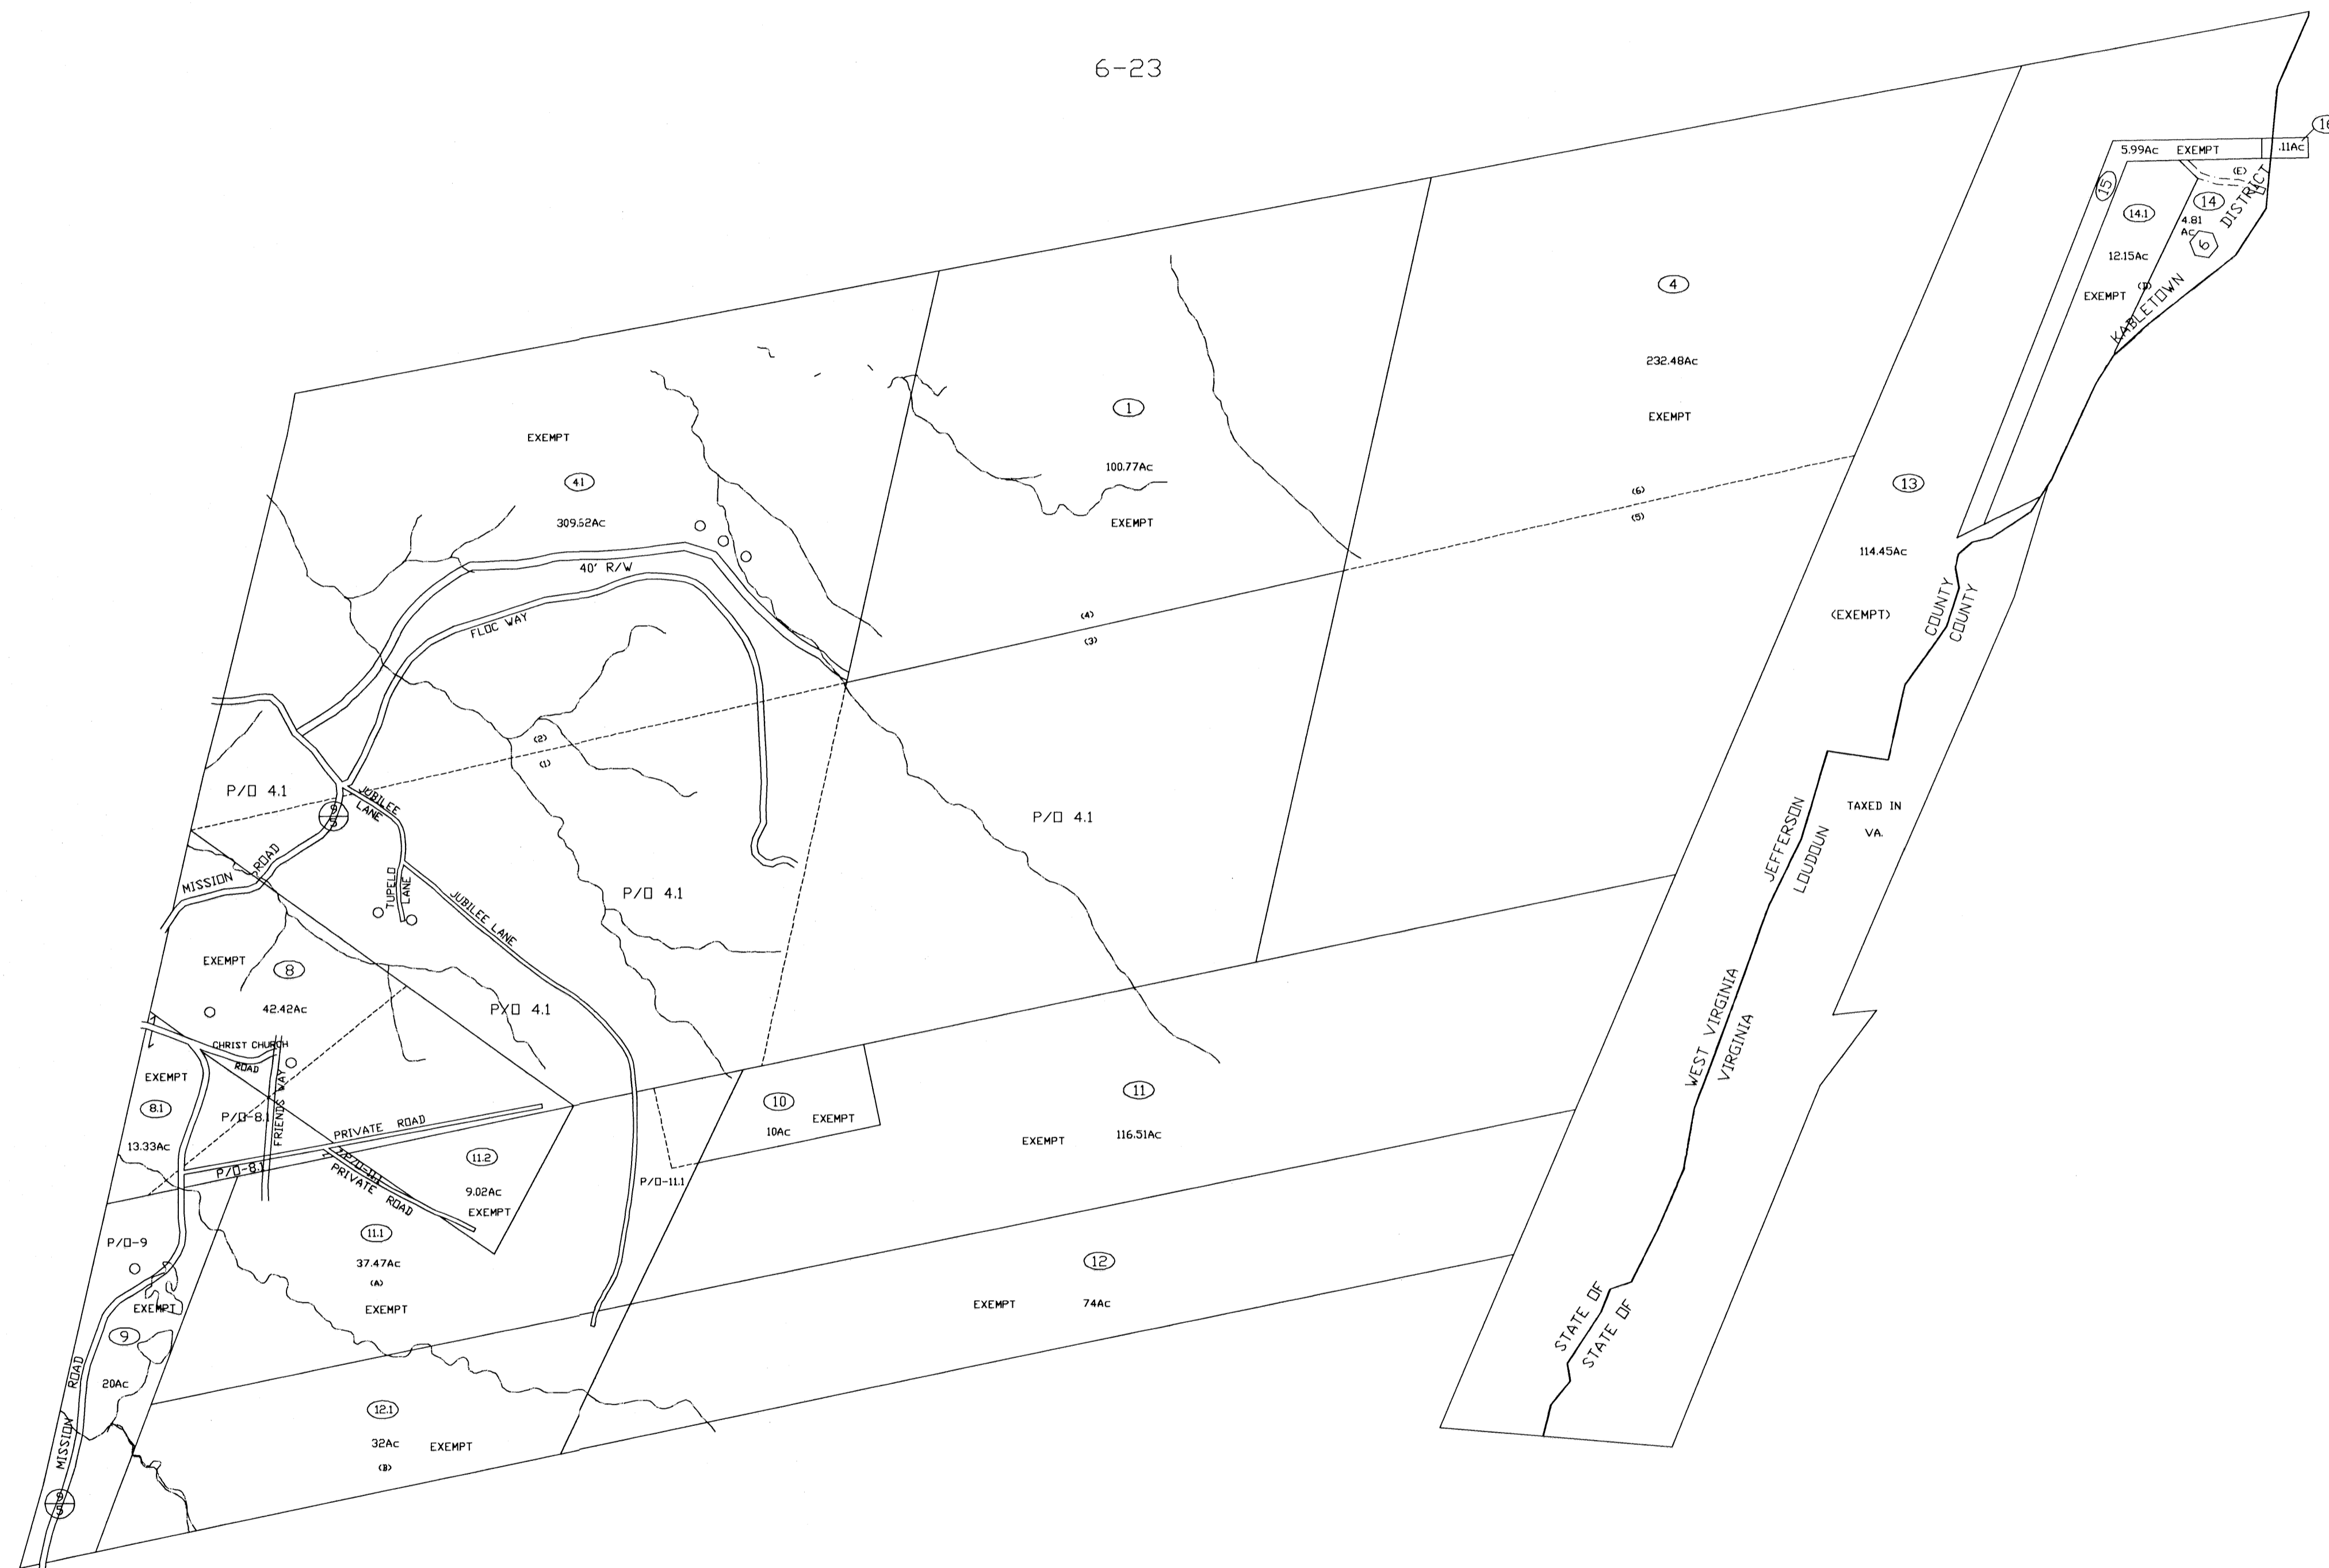 6-23
5.99Ac EXEMPT
.11Ac
15
(E)
14.1
14
4.81
Ac
6
DISTRICT
12.15Ac
EXEMPT
KABLETOWN
4
232.48Ac
EXEMPT
1
100.77Ac
EXEMPT
EXEMPT
41
309.62Ac
(6)
(5)
13
114.45Ac
(EXEMPT)
COUNTY
COUNTY
40' R/W
FLOC WAY
(4)
(3)
(2)
(1)
P/O 4.1
JUBILEE
LANE
P/O 4.1
TAXED IN
VA.
JEFFERSON
LOUDOUN
MISSION ROAD
TUPELO
LANE
P/O 4.1
JUBILEE LANE
EXEMPT
8
42.42Ac
P/O 4.1
WEST VIRGINIA
VIRGINIA
CHRIST CHURCH
ROAD
EXEMPT
8.1
13.33Ac
P/O-8.1
FRIENDS WAY
PRIVATE ROAD
P/O-8.1
P/O-11.1
PRIVATE ROAD
11.2
9.02Ac
EXEMPT
10
10Ac
EXEMPT
P/O-11.1
11
EXEMPT 116.51Ac
P/O-9
11.1
37.47Ac
(A)
EXEMPT
EXEMPT
9
20Ac
12
EXEMPT 74Ac
STATE OF
STATE OF
MISSION ROAD
12.1
32Ac EXEMPT
(B)